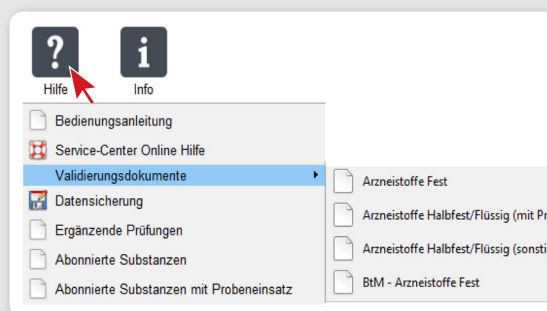 ?
i
Hilfe
Info
Bedienungsanleitung
Service-Center Online Hilfe
Validierungsdokumente
Datensicherung
Ergänzende Prüfungen
Abonnierte Substanzen
Abonnierte Substanzen mit Probeneinsatz
Arzneistoffe Fest
Arzneistoffe Halbfest/Flüssig (mit Pr
Arzneistoffe Halbfest/Flüssig (sonsti
BtM - Arzneistoffe Fest